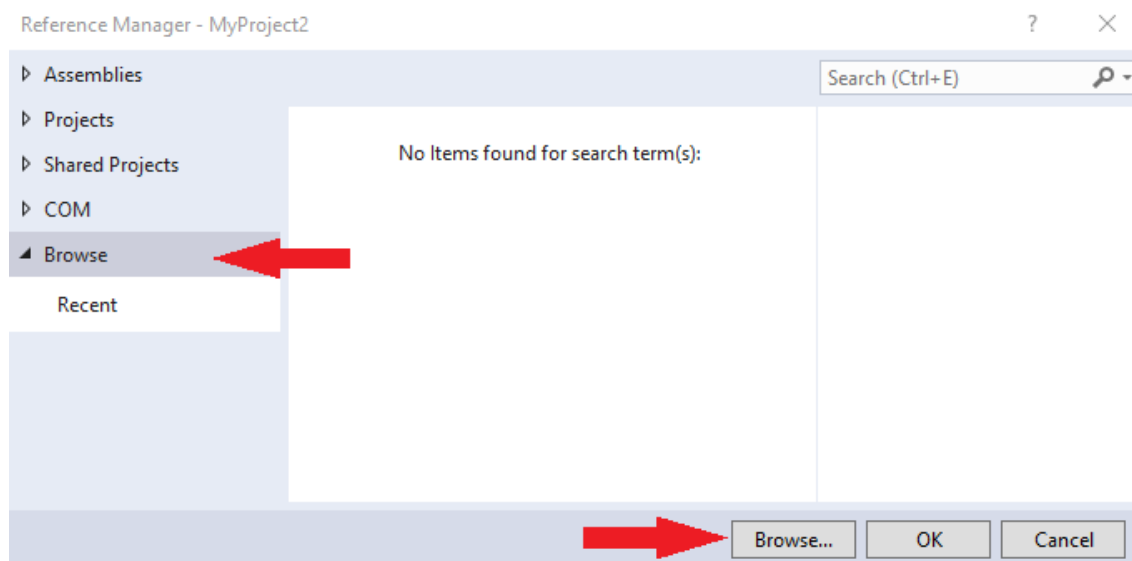 Reference Manager - MyProject2
?
Assemblies
Search (Ctrl+E)
Projects
No Items found for search term(s):
Shared Projects
COM
Browse
Recent
Browse...
OK
Cancel